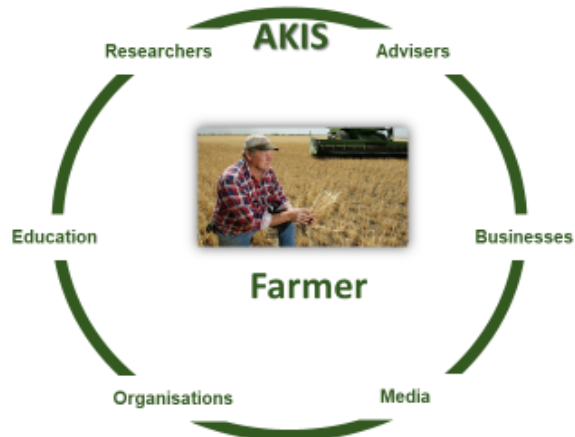 AKIS
Researchers
Advisers
Education
Businesses
Farmer
Organisations
Media